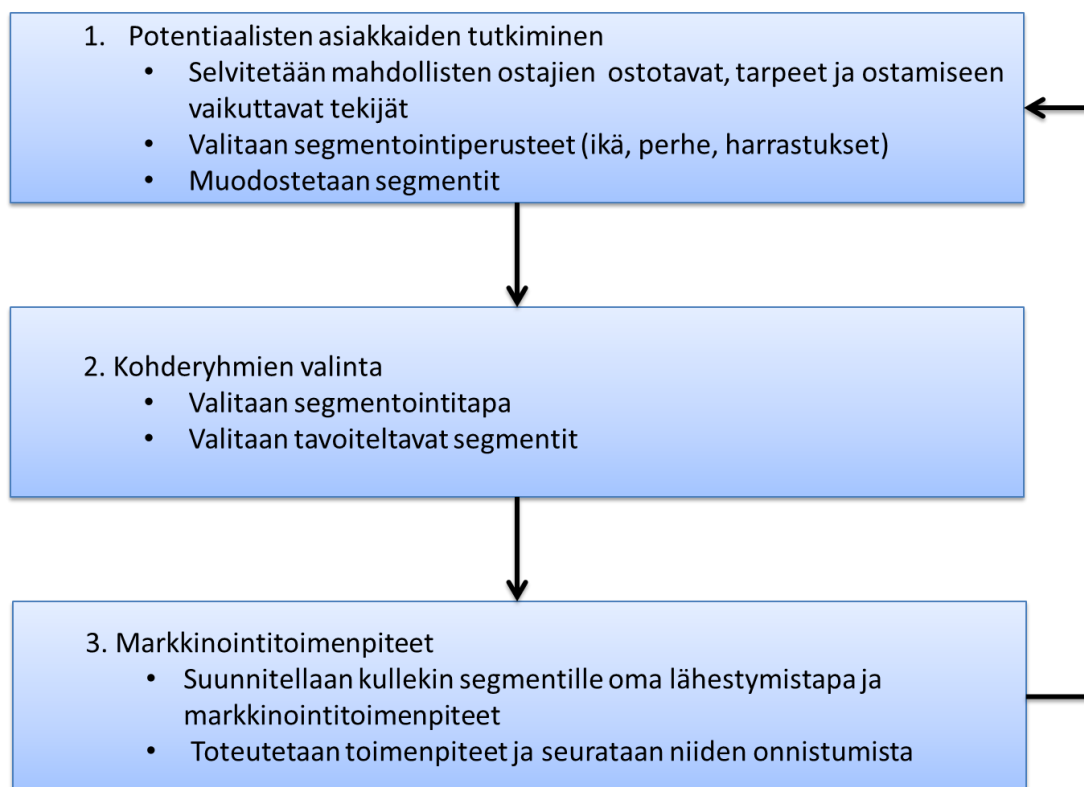 1. Potentiaalisten asiakkaiden tutkiminen
• Selvitetään mahdollisten ostajien ostotavat, tarpeet ja ostamiseen
vaikuttavat tekijät
• Valitaan segmentointiperusteet (ikä, perhe, harrastukset)
• Muodostetaan segmentit
2. Kohderyhmien valinta
• Valitaan segmentointitapa
• Valitaan tavoiteltavat segmentit
3. Markkinointitoimenpiteet
• Suunnitellaan kullekin segmentille oma lähestymistapa ja
markkinointitoimenpiteet
• Toteutetaan toimenpiteet ja seurataan niiden onnistumista